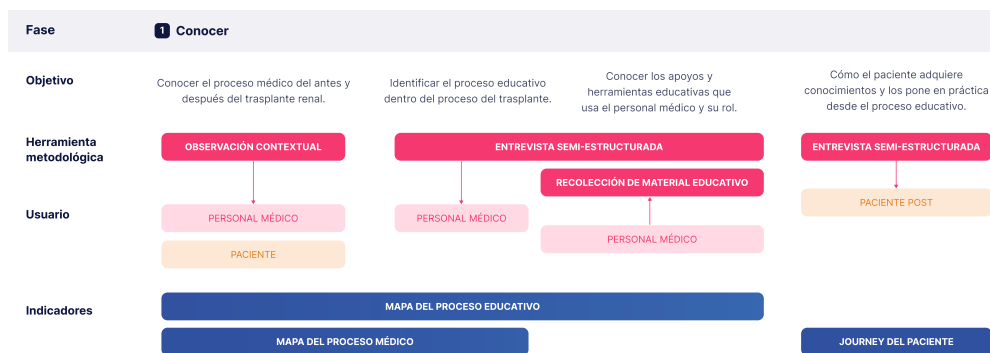 Fase
1 Conocer
Objetivo
Conocer el proceso médico del antes y
después del trasplante renal.
Identificar el proceso educativo
dentro del proceso del trasplante.
Conocer los apoyos y
herramientas educativas que
usa el personal médico y su rol.
Cómo el paciente adquiere
conocimientos y los pone en práctica
desde el proceso educativo.
Herramienta
metodológica
OBSERVACIÓN CONTEXTUAL
ENTREVISTA SEMI-ESTRUCTURADA
ENTREVISTA SEMI-ESTRUCTURADA
RECOLECCIÓN DE MATERIAL EDUCATIVO
Usuario
PERSONAL MÉDICO
PERSONAL MÉDICO
PERSONAL MÉDICO
PACIENTE POST
PACIENTE
Indicadores
MAPA DEL PROCESO EDUCATIVO
MAPA DEL PROCESO MÉDICO
JOURNEY DEL PACIENTE